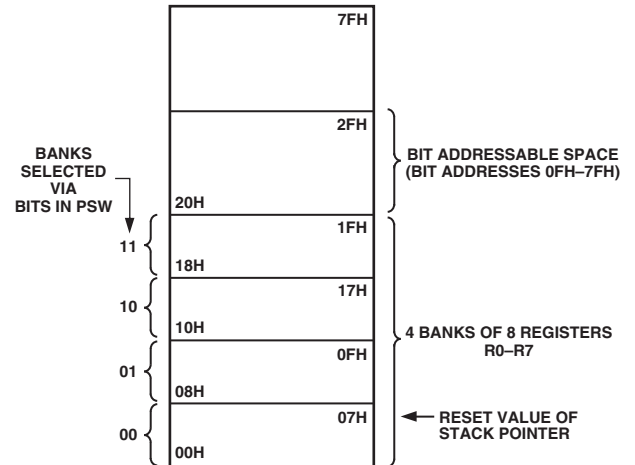 7FH
2FH
BANKS
SELECTED
VIA
BITS IN PSW
BIT ADDRESSABLE SPACE
(BIT ADDRESSES 0FH–7FH)
20H
1FH
11
18H
17H
10
10H
4 BANKS OF 8 REGISTERS
R0–R7
0FH
01
08H
07H
RESET VALUE OF
STACK POINTER
00
00H